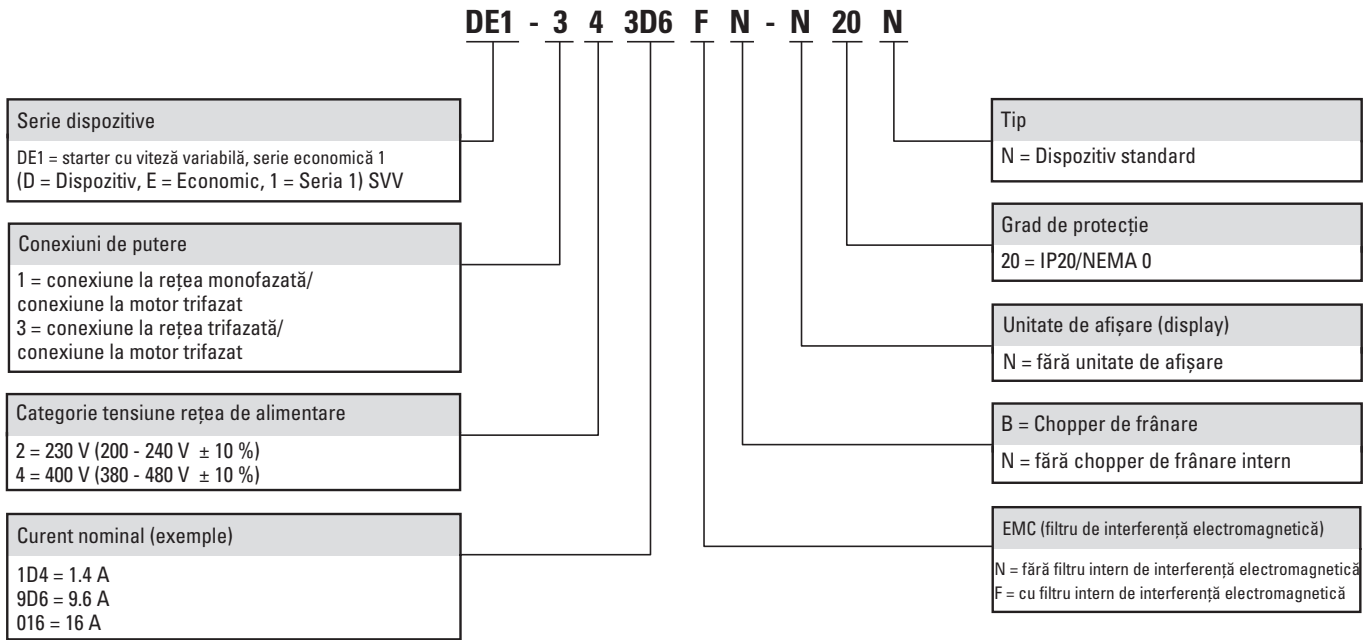 DE1 - 3 4 3D6 F N - N 20 N
Serie dispozitive
DE1 = starter cu viteză variabilă, serie economică 1
(D = Dispozitiv, E = Economic, 1 = Seria 1) SVV
Conexiuni de putere
1 = conexiune la rețea monofazată/
conexiune la motor trifazat
3 = conexiune la rețea trifazată/
conexiune la motor trifazat
Categorie tensiune rețea de alimentare
2 = 230 V (200 - 240 V ± 10 %)
4 = 400 V (380 - 480 V ± 10 %)
Curent nominal (exemple)
1D4 = 1.4 A
9D6 = 9.6 A
016 = 16 A
Tip
N = Dispozitiv standard
Grad de protecție
20 = IP20/NEMA 0
Unitate de afișare (display)
N = fără unitate de afișare
B = Chopper de frânare
N = fără chopper de frânare intern
EMC (filtru de interferență electromagnetică)
N = fără filtru intern de interferență electromagnetică
F = cu filtru intern de interferență electromagnetică